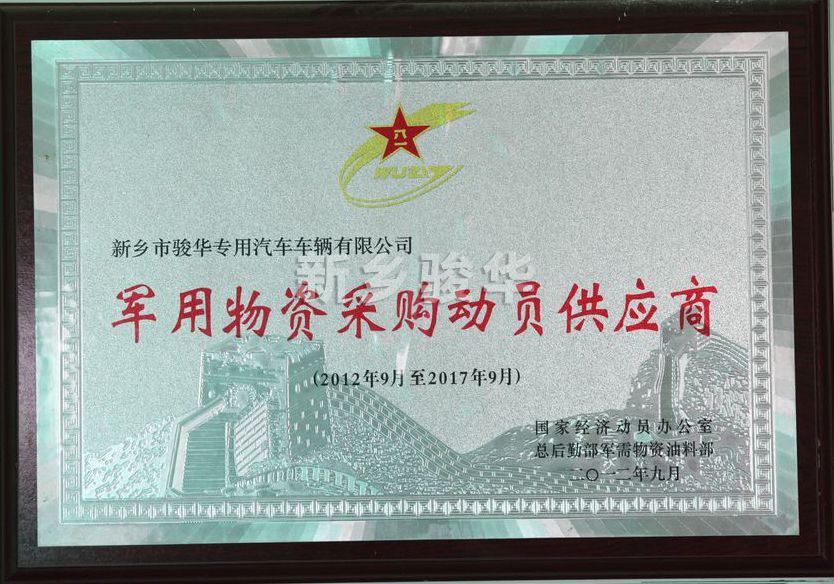 八一
WUZI
新乡市骏华专用汽车车辆有限公司
新乡骏华
军用物资采购动员供应商
(2012年9月至2017年9月)
国家经济动员办公室
总后勤部军需物资油料部
二〇一二年九月